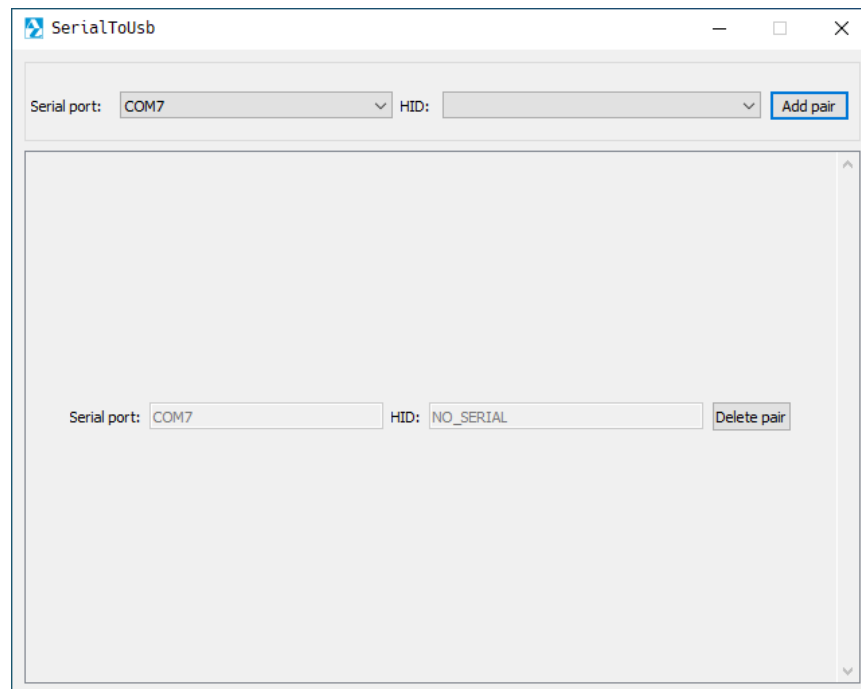 SerialToUsb
Serial port: COM7 HID: Add pair
Serial port: COM7 HID: NO_SERIAL Delete pair